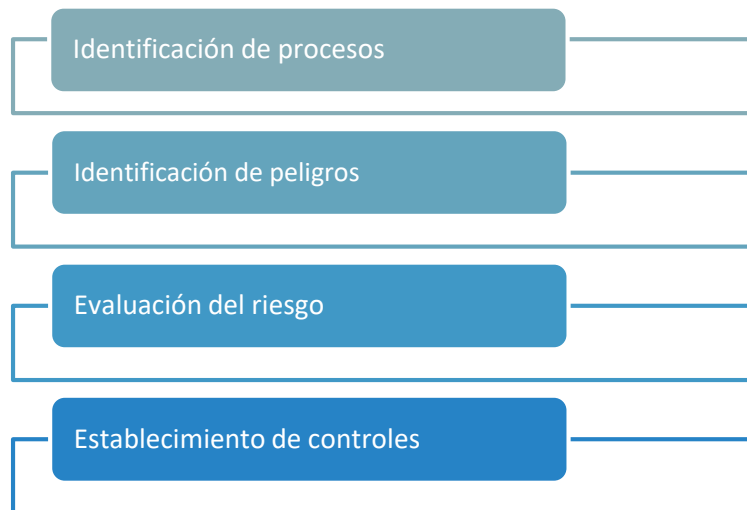 Identificación de procesos
Identificación de peligros
Evaluación del riesgo
Establecimiento de controles